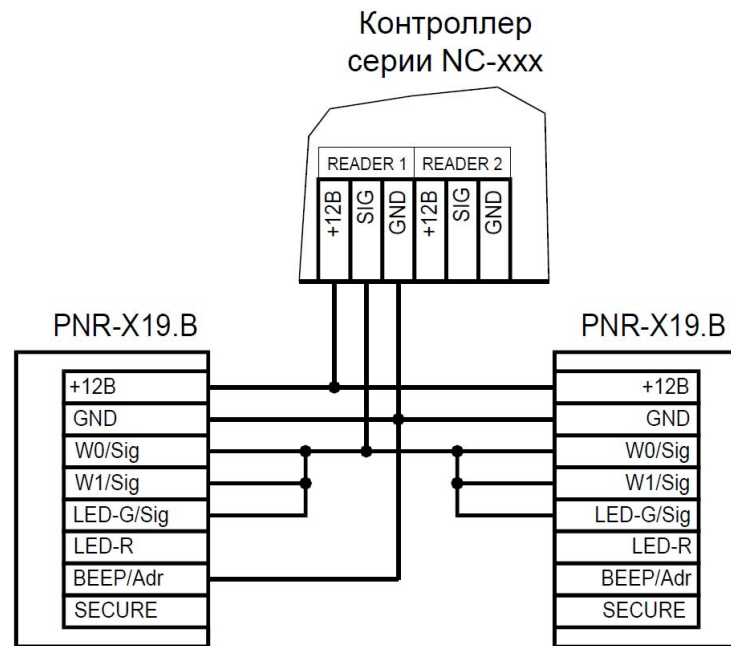 Контроллер
серии NC-xxx
READER 1 READER 2
+12В SIG GND +12В SIG GND
PNR-X19.B
+12В
GND
W0/Sig
W1/Sig
LED-G/Sig
LED-R
BEEP/Adr
SECURE
PNR-X19.B
+12В
GND
W0/Sig
W1/Sig
LED-G/Sig
LED-R
BEEP/Adr
SECURE